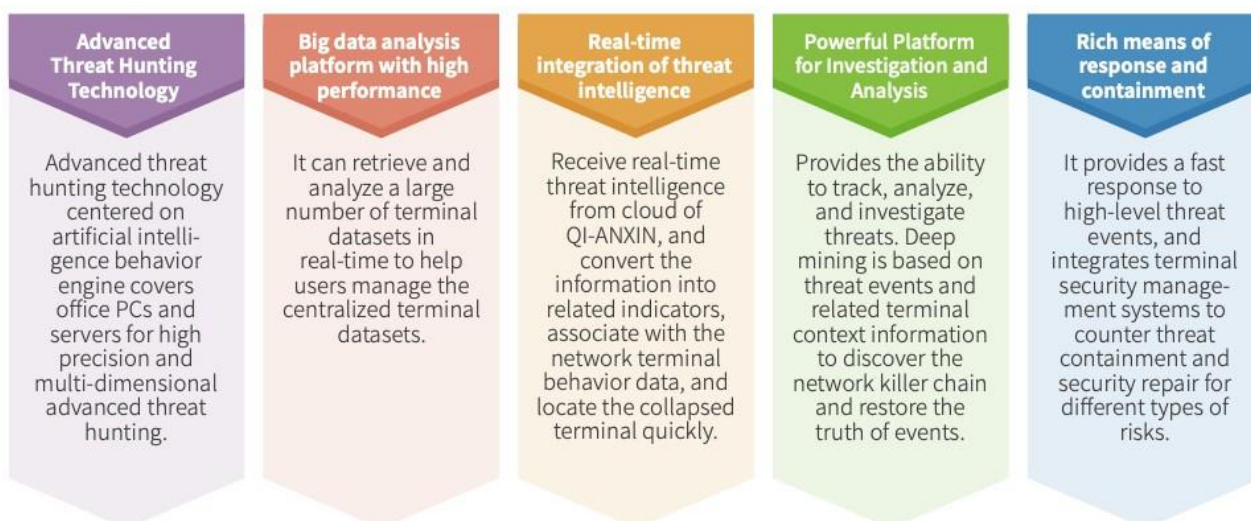 Advanced
Threat Hunting
Technology
Advanced threat
hunting technology
centered on
artificial intelli-
gence behavior
engine covers
office PCs and
servers for high
precision and
multi-dimensional
advanced threat
hunting.
Big data analysis
platform with high
performance
It can retrieve and
analyze a large
number of terminal
datasets in
real-time to help
users manage the
centralized terminal
datasets.
Real-time
integration of threat
intelligence
Receive real-time
threat intelligence
from cloud of
QI-ANXIN, and
convert the
information into
related indicators,
associate with the
network terminal
behavior data, and
locate the collapsed
terminal quickly.
Powerful Platform
for Investigation and
Analysis
Provides the ability
to track, analyze,
and investigate
threats. Deep
mining is based on
threat events and
related terminal
context information
to discover the
network killer chain
and restore the
truth of events.
Rich means of
response and
containment
It provides a fast
response to
high-level threat
events, and
integrates terminal
security manage-
ment systems to
counter threat
containment and
security repair for
different types of
risks.